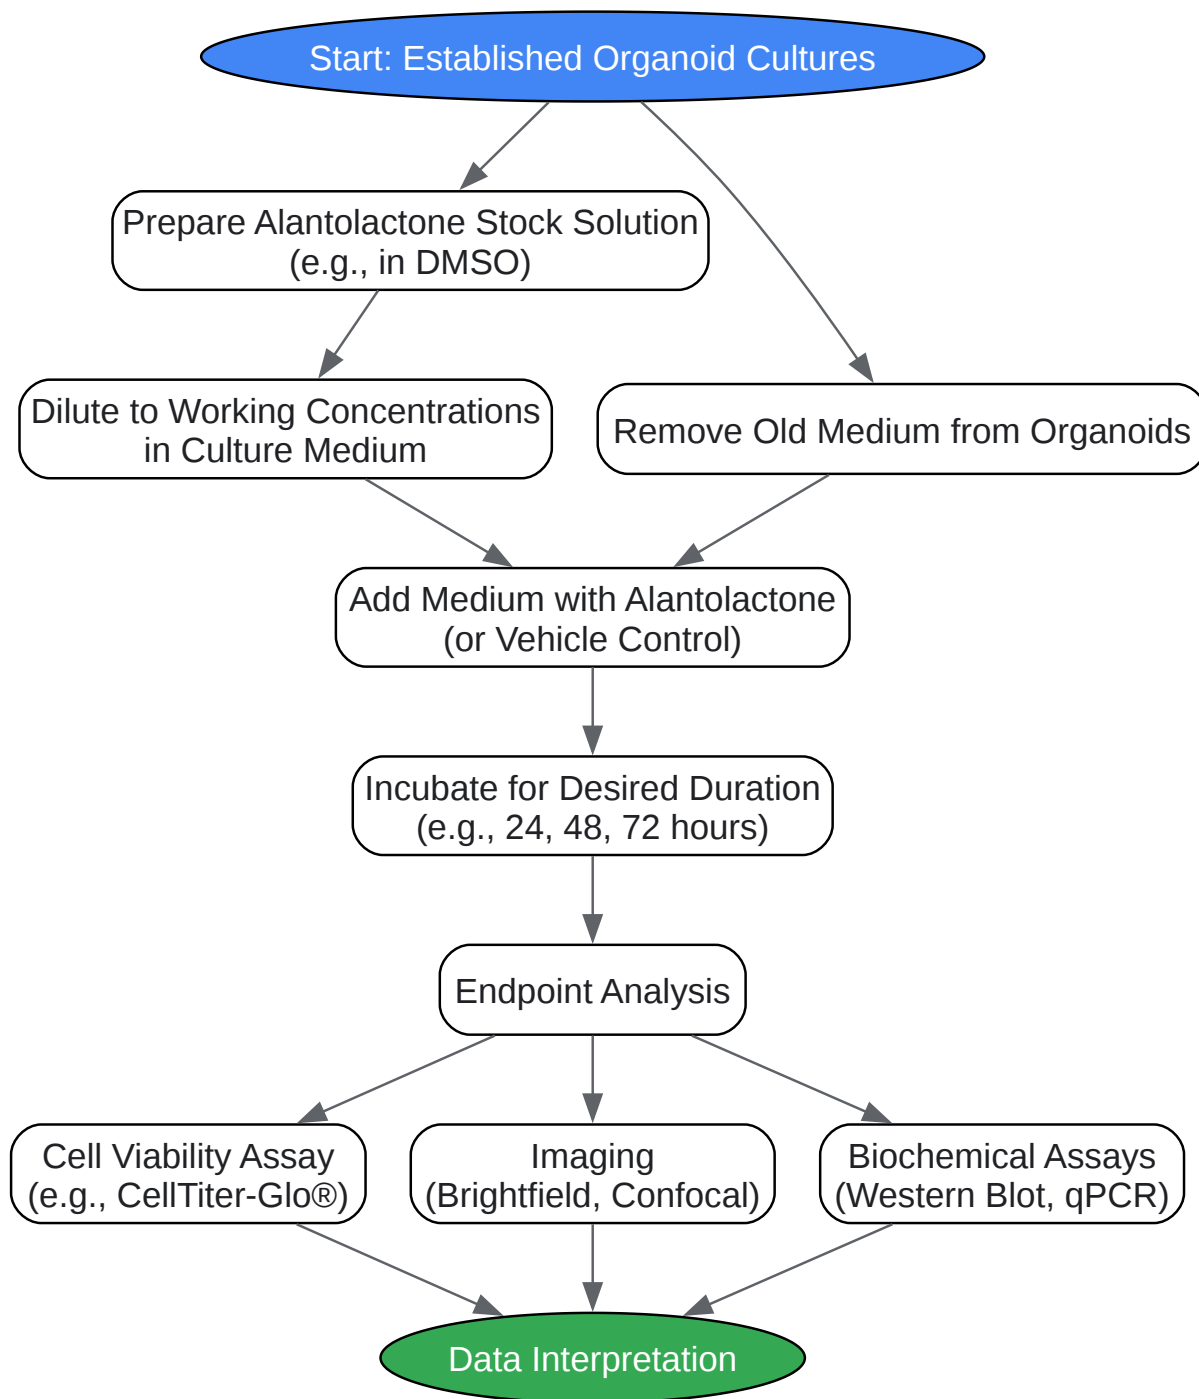 Start: Established Organoid Cultures
Prepare Alantolactone Stock Solution
(e.g., in DMSO)
Dilute to Working Concentrations
in Culture Medium
Remove Old Medium from Organoids
Add Medium with Alantolactone
(or Vehicle Control)
Incubate for Desired Duration
(e.g., 24, 48, 72 hours)
Endpoint Analysis
Cell Viability Assay
(e.g., CellTiter-Glo®)
Imaging
(Brightfield, Confocal)
Biochemical Assays
(Western Blot, qPCR)
Data Interpretation